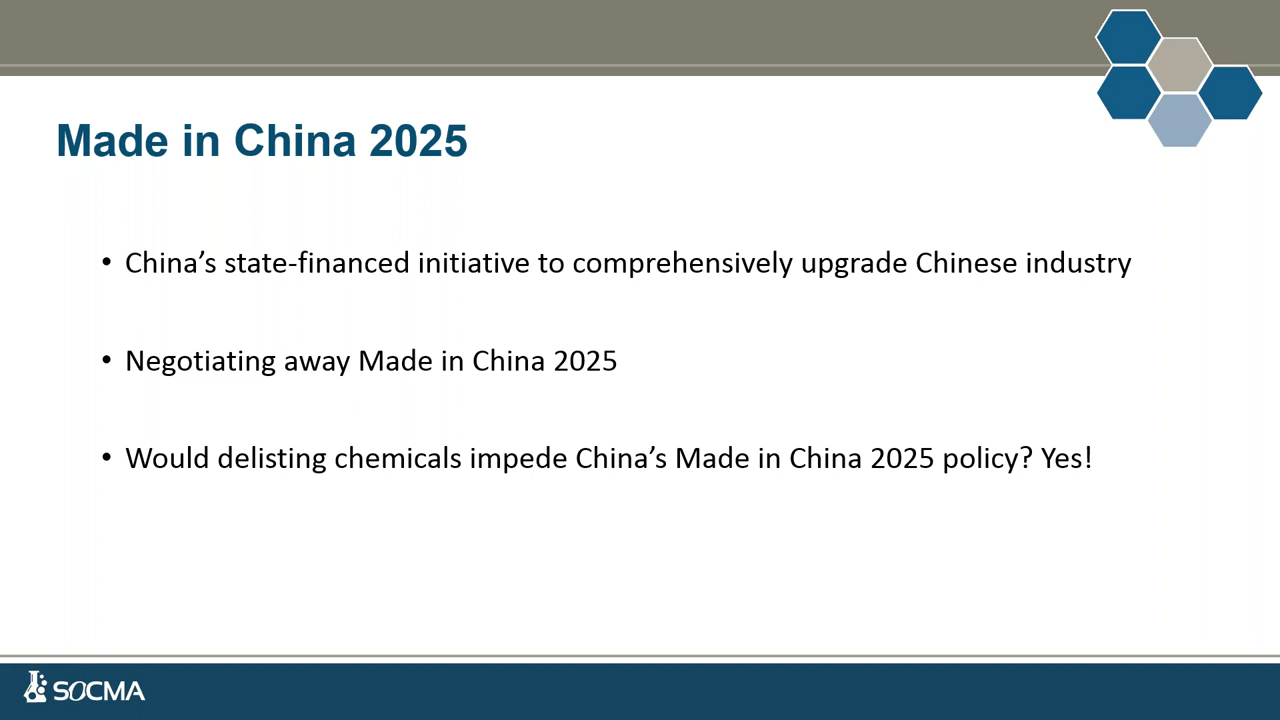 Made in China 2025
• China’s state-financed initiative to comprehensively upgrade Chinese industry
• Negotiating away Made in China 2025
• Would delisting chemicals impede China’s Made in China 2025 policy? Yes!
SOCMA